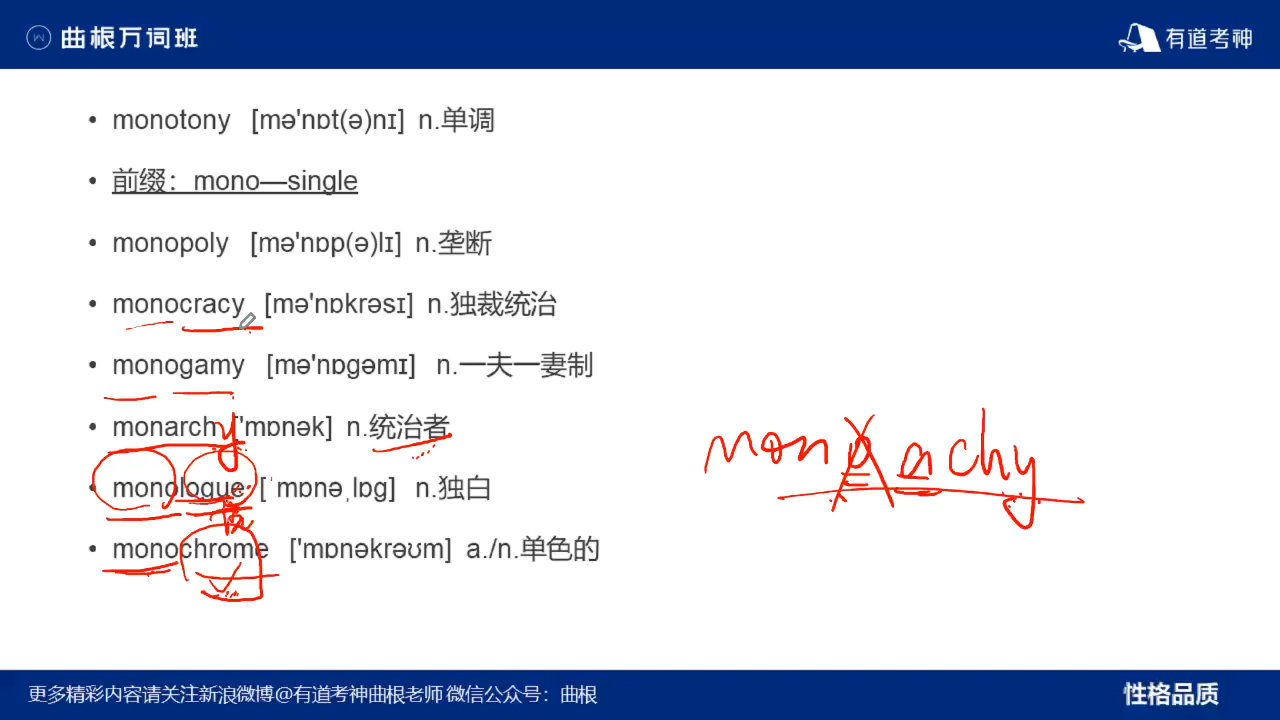 曲根万词班
有道考神
monotony [mə'nɒt(ə)nɪ] n.单调
前缀：mono—single
monopoly [mə'nɒp(ə)lɪ] n.垄断
monocracy [mə'nɒkrəsɪ] n.独裁统治
monogamy [mə'nɒgəmɪ] n.一夫一妻制
monarchy ['mɒnək] n.统治者
monoachy
monologue [ˈmɒnəˌlɒg] n.独白
monochrome ['mɒnəkrəʊm] a./n.单色的
更多精彩内容请关注新浪微博@有道考神曲根老师 微信公众号：曲根
性格品质